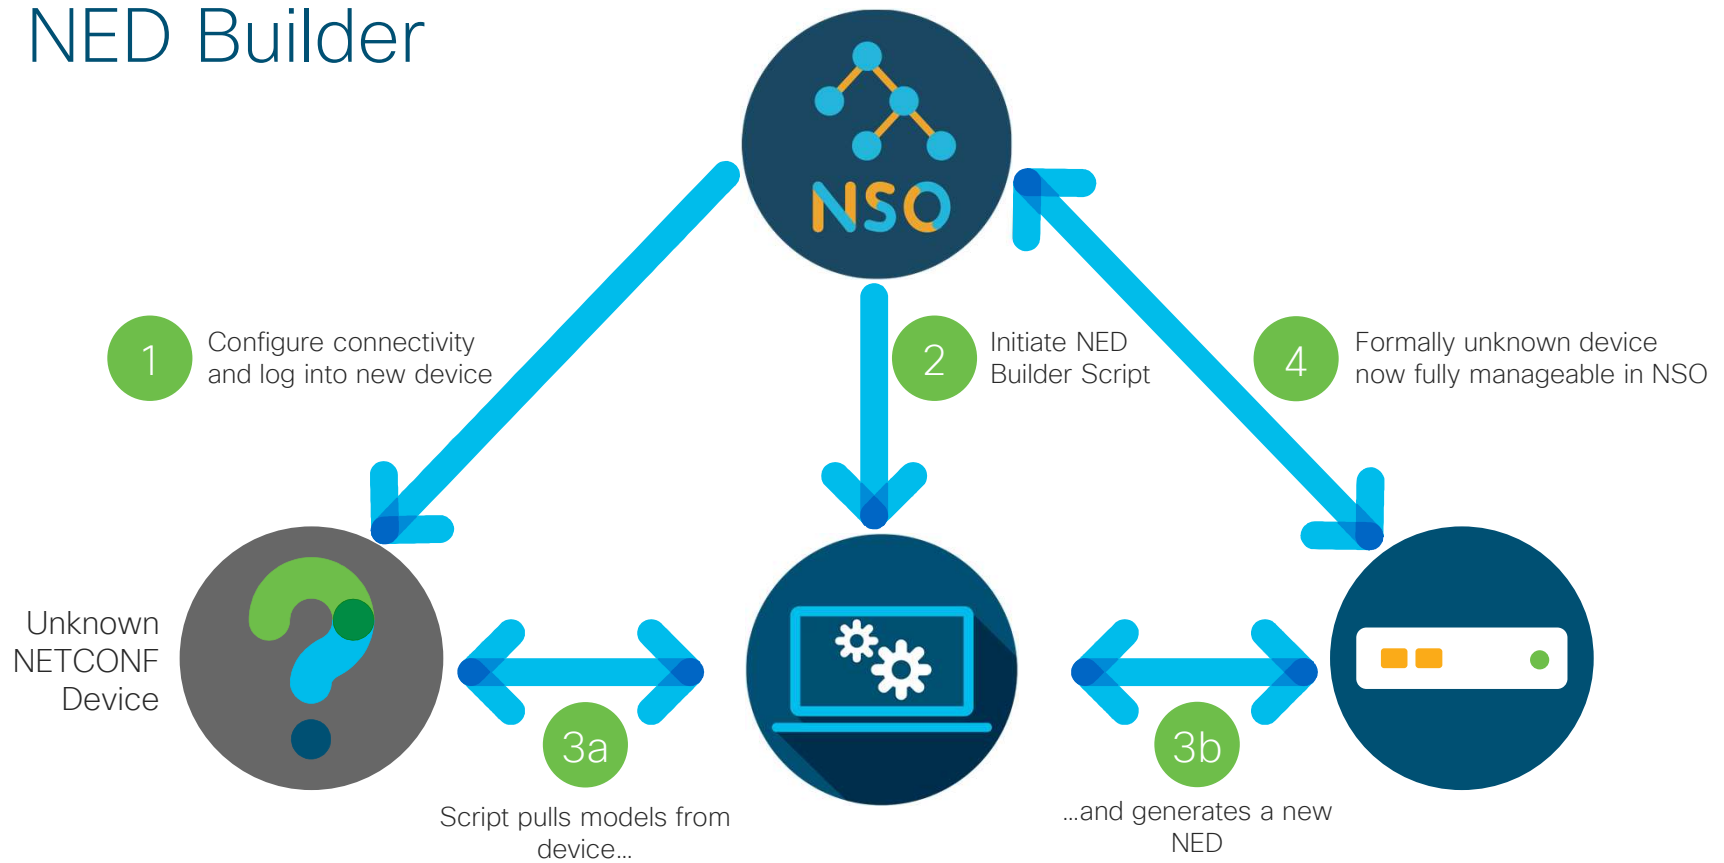 NED Builder
NSO
1
Configure connectivity
and log into new device
2
Initiate NED
Builder Script
4
Formally unknown device
now fully manageable in NSO
Unknown
NETCONF
Device
3a
Script pulls models from
device...
3b
...and generates a new
NED